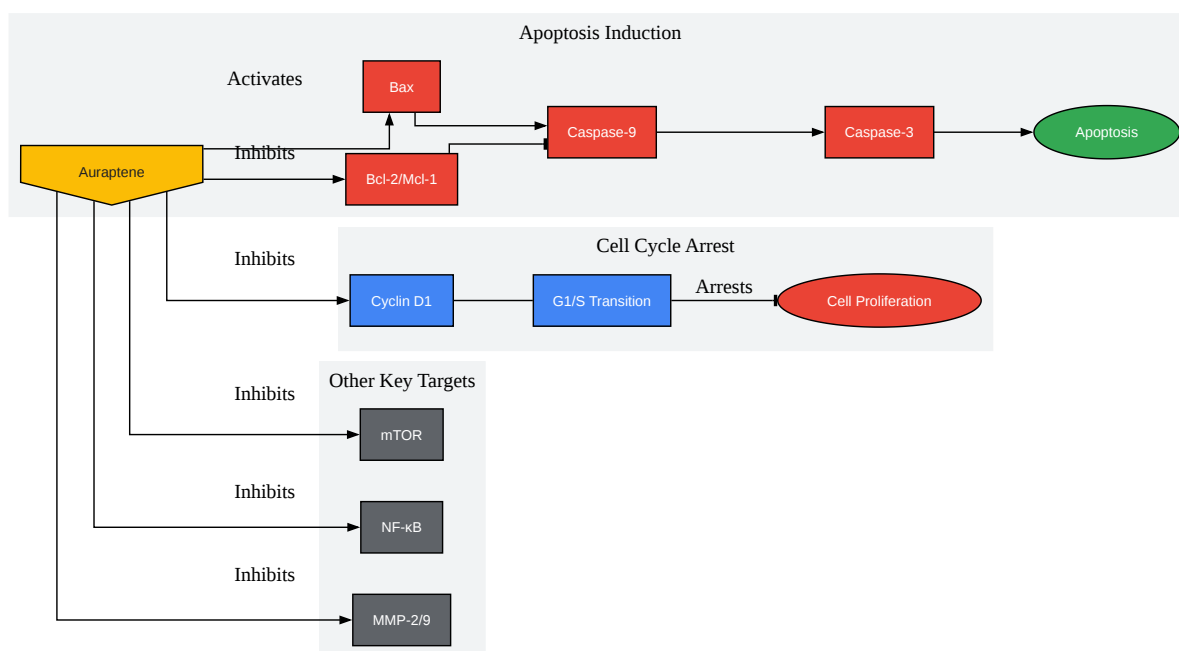 Apoptosis Induction
Activates
Bax
Caspase-9
Caspase-3
Apoptosis
Inhibits
Auraptene
Bcl-2/Mcl-1
Cell Cycle Arrest
Inhibits
Cyclin D1
G1/S Transition
Arrests
Cell Proliferation
Other Key Targets
Inhibits
mTOR
Inhibits
NF-κB
Inhibits
MMP-2/9